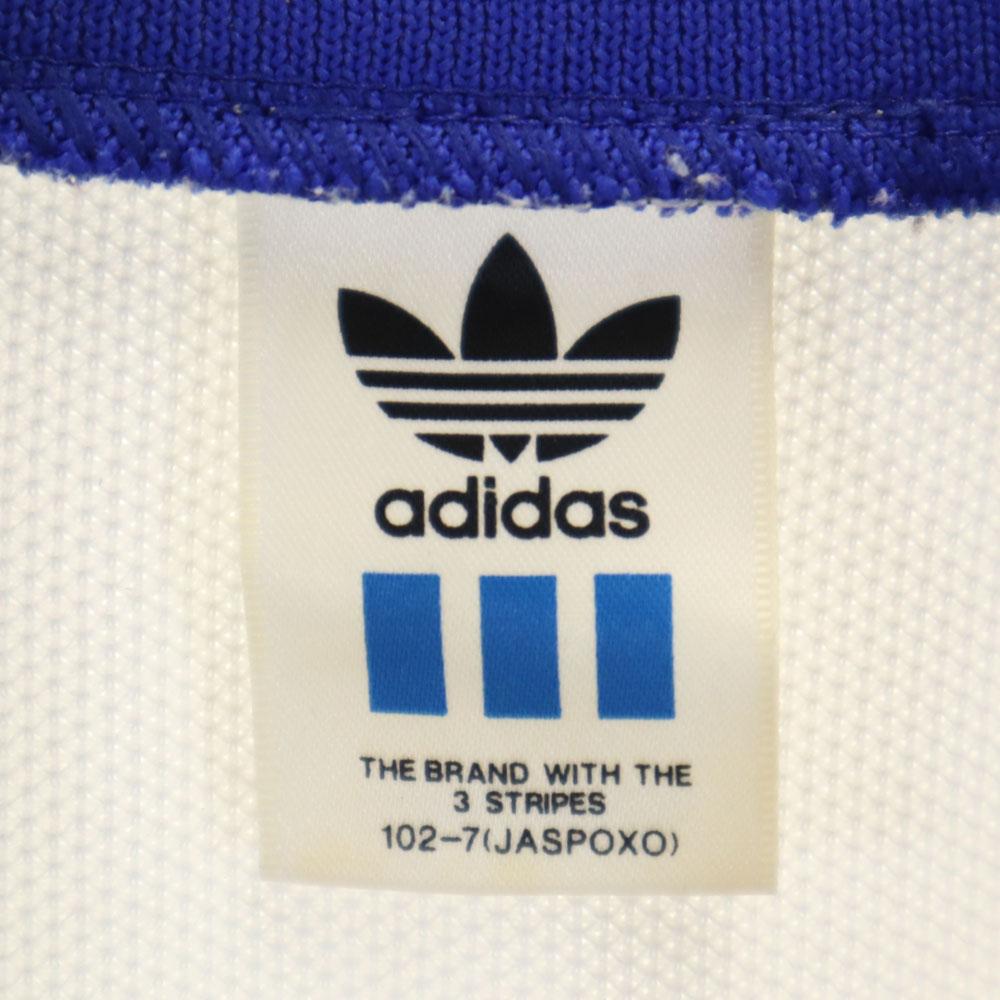 adidas
THE BRAND WITH THE
3 STRIPES
102-7(JASPOXO)